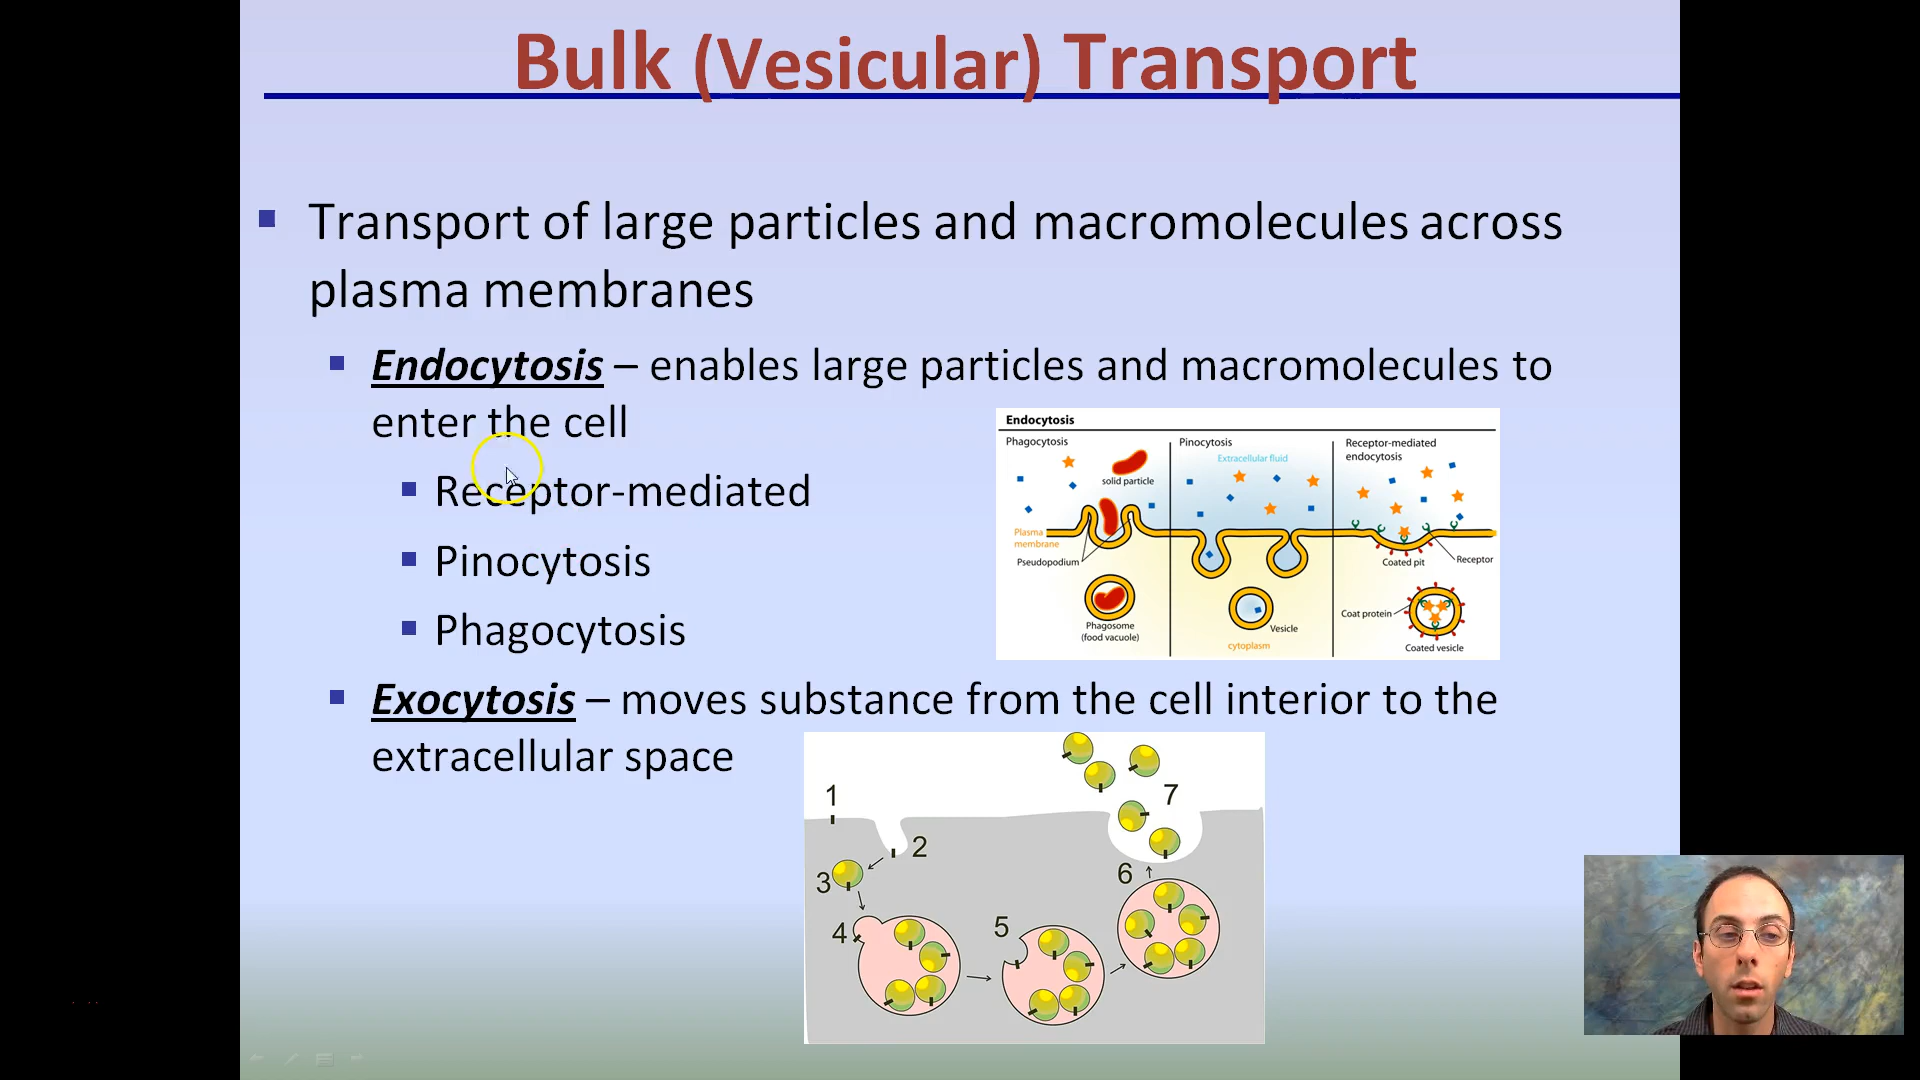 Bulk (Vesicular) Transport
Transport of large particles and macromolecules across
plasma membranes
Endocytosis – enables large particles and macromolecules to
enter the cell
Receptor-mediated
Pinocytosis
Phagocytosis
Endocytosis
Phagocytosis
solid particle
Plasma
membrane
Pseudopodium
Phagosome
(food vacuole)
Pinocytosis
Extracellular fluid
Vesicle
cytoplasm
Receptor-mediated
endocytosis
Coated pit
Receptor
Coat protein
Coated vesicle
Exocytosis – moves substance from the cell interior to the
extracellular space
1
2
3
4
5
6
7